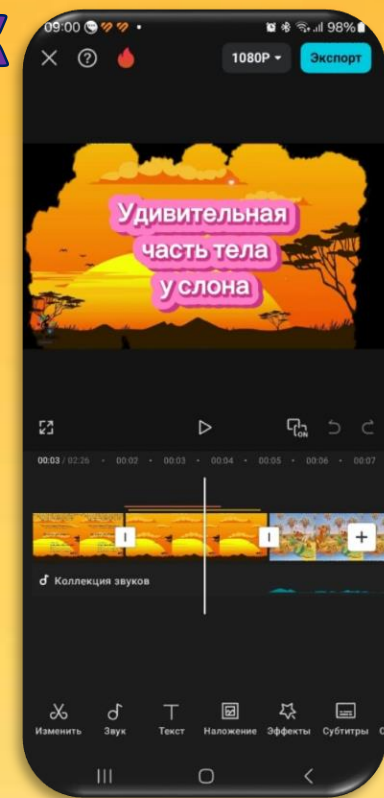 X
09:00 98%
1080P Экспорт
Удивительная
часть тела
у слона
ON
00:03 / 02:26 00:02 00:03 00:04 00:05 00:06 00:07
Коллекция звуков
Изменить Звук Текст Наложение Эффекты Субтитры С